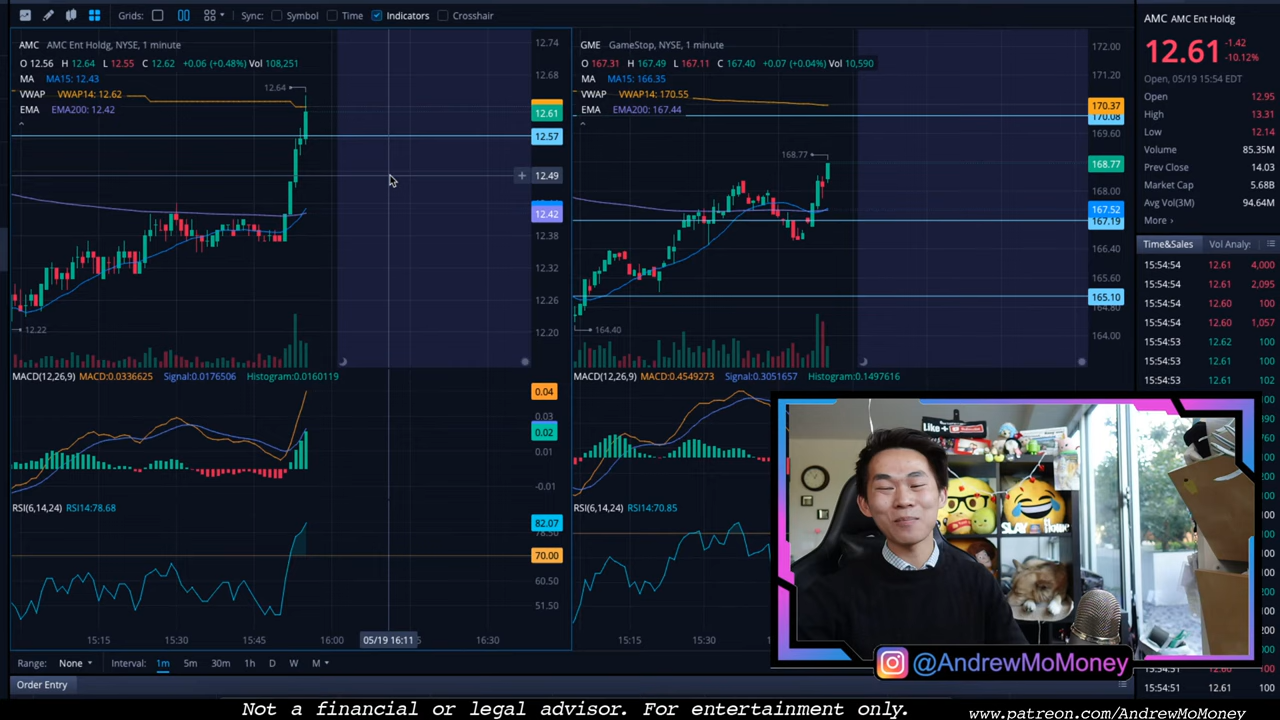 Grids:
Sync: Symbol Time Indicators Crosshair
AMC AMC Ent Holdg, NYSE, 1 minute
O 12.56 H 12.64 L 12.55 C 12.62 +0.06 (+0.48%) Vol 108,251
MA MA15: 12.43
VWAP VWAP14: 12.62
EMA EMA200: 12.42
12.64
12.22
12.74
12.68
12.61
12.57
12.49
12.42
12.38
12.32
12.26
12.20
MACD(12,26,9) MACD:0.0336625 Signal:0.0176506 Histogram:0.0160119
0.04
0.03
0.02
0.01
-0.01
RSI(6,14,24) RSI14:78.68
82.07
70.00
60.50
51.50
15:15 15:30 15:45 16:00 05/19 16:11 16:30
GME GameStop, NYSE, 1 minute
O 167.31 H 167.49 L 167.11 C 167.40 +0.07 (+0.04%) Vol 10,590
MA MA15: 166.35
VWAP VWAP14: 170.55
EMA EMA200: 167.44
168.77
164.40
172.00
171.20
170.37
170.08
169.60
168.77
168.00
167.52
167.19
166.40
165.60
165.10
164.80
164.00
MACD(12,26,9) MACD:0.4549273 Signal:0.3051657 Histogram:0.1497616
RSI(6,14,24) RSI14:70.85
15:15 15:30
Range: None Interval: 1m 5m 30m 1h D W M
Order Entry
AMC AMC Ent Holdg
12.61 -1.42
-10.12%
Open, 05/19 15:54 EDT
Open 12.95
High 13.31
Low 12.14
Volume 85.35M
Prev Close 14.03
Market Cap 5.68B
Avg Vol(3M) 94.64M
More
Time&Sales Vol Analy:
15:54:54 12.61 4,000
15:54:54 12.61 2,095
15:54:54 12.60 100
15:54:54 12.60 1,057
15:54:53 12.62 100
15:54:53 12.61 100
15:54:53 12.61 102
15:54:51 12.61 100
Like +
SLAY
@AndrewMoMoney
Not a financial or legal advisor. For entertainment only.
www.patreon.com/AndrewMoMoney